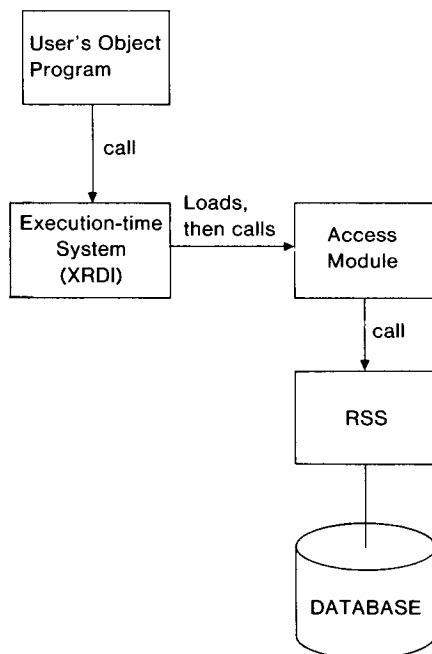 User's Object
Program
call
Execution-time
System
(XRDI)
Loads,
then calls
Access
Module
call
RSS
DATABASE